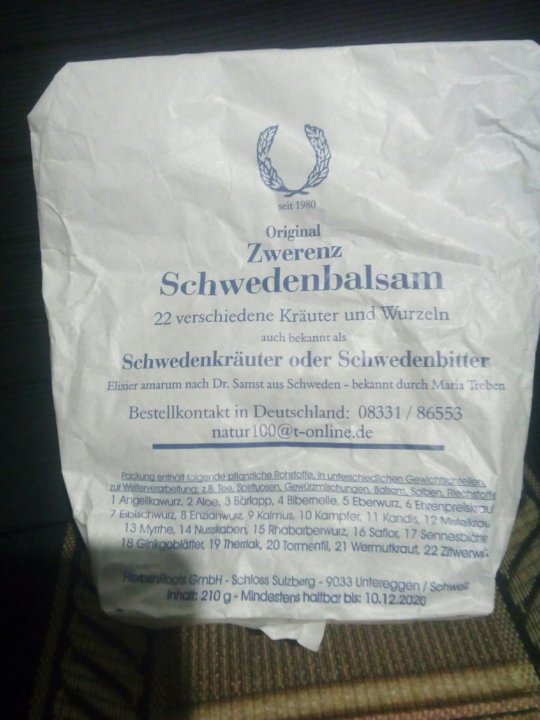 seit 1980
Original
Zwerenz
Schwedenbalsam
22 verschiedene Kräuter und Wurzeln
auch bekannt als
Schwedenkräuter oder Schwedenbitter
Elixier amarum nach Dr. Samst aus Schweden - bekannt durch Maria Treben
Bestellkontakt in Deutschland: 08331 / 86553
natur100@t-online.de
Packung enthält folgende pflanzliche Rohstoffe, in unterschiedlichen Gewichtsanteilen,
zur Weiterverarbeitung: z.B. Tee, Spirituosen, Gewürzmischungen, Balsam, Salben, Riechstoffe
1 Angelikawurz, 2 Aloe, 3 Bärlapp, 4 Bibernelle, 5 Eberwurz, 6 Ehrenpreiskraut
7 Eibischwurz, 8 Enzianwurz, 9 Kalmus, 10 Kampfer, 11 Kandis, 12 Mistelkrau
13 Myrrhe, 14 Nusskaben, 15 Rhabarberwurz, 16 Saflor, 17 Sennesblätte
18 Ginkgoblätter, 19 Theriak, 20 Tormentil, 21 Wermutkraut, 22 Zitwerwu
HerbsnRoots GmbH - Schloss Sulzberg - 9033 Untereggen / Schweiz
Inhalt: 210 g - Mindestens haltbar bis: 10.12.2020